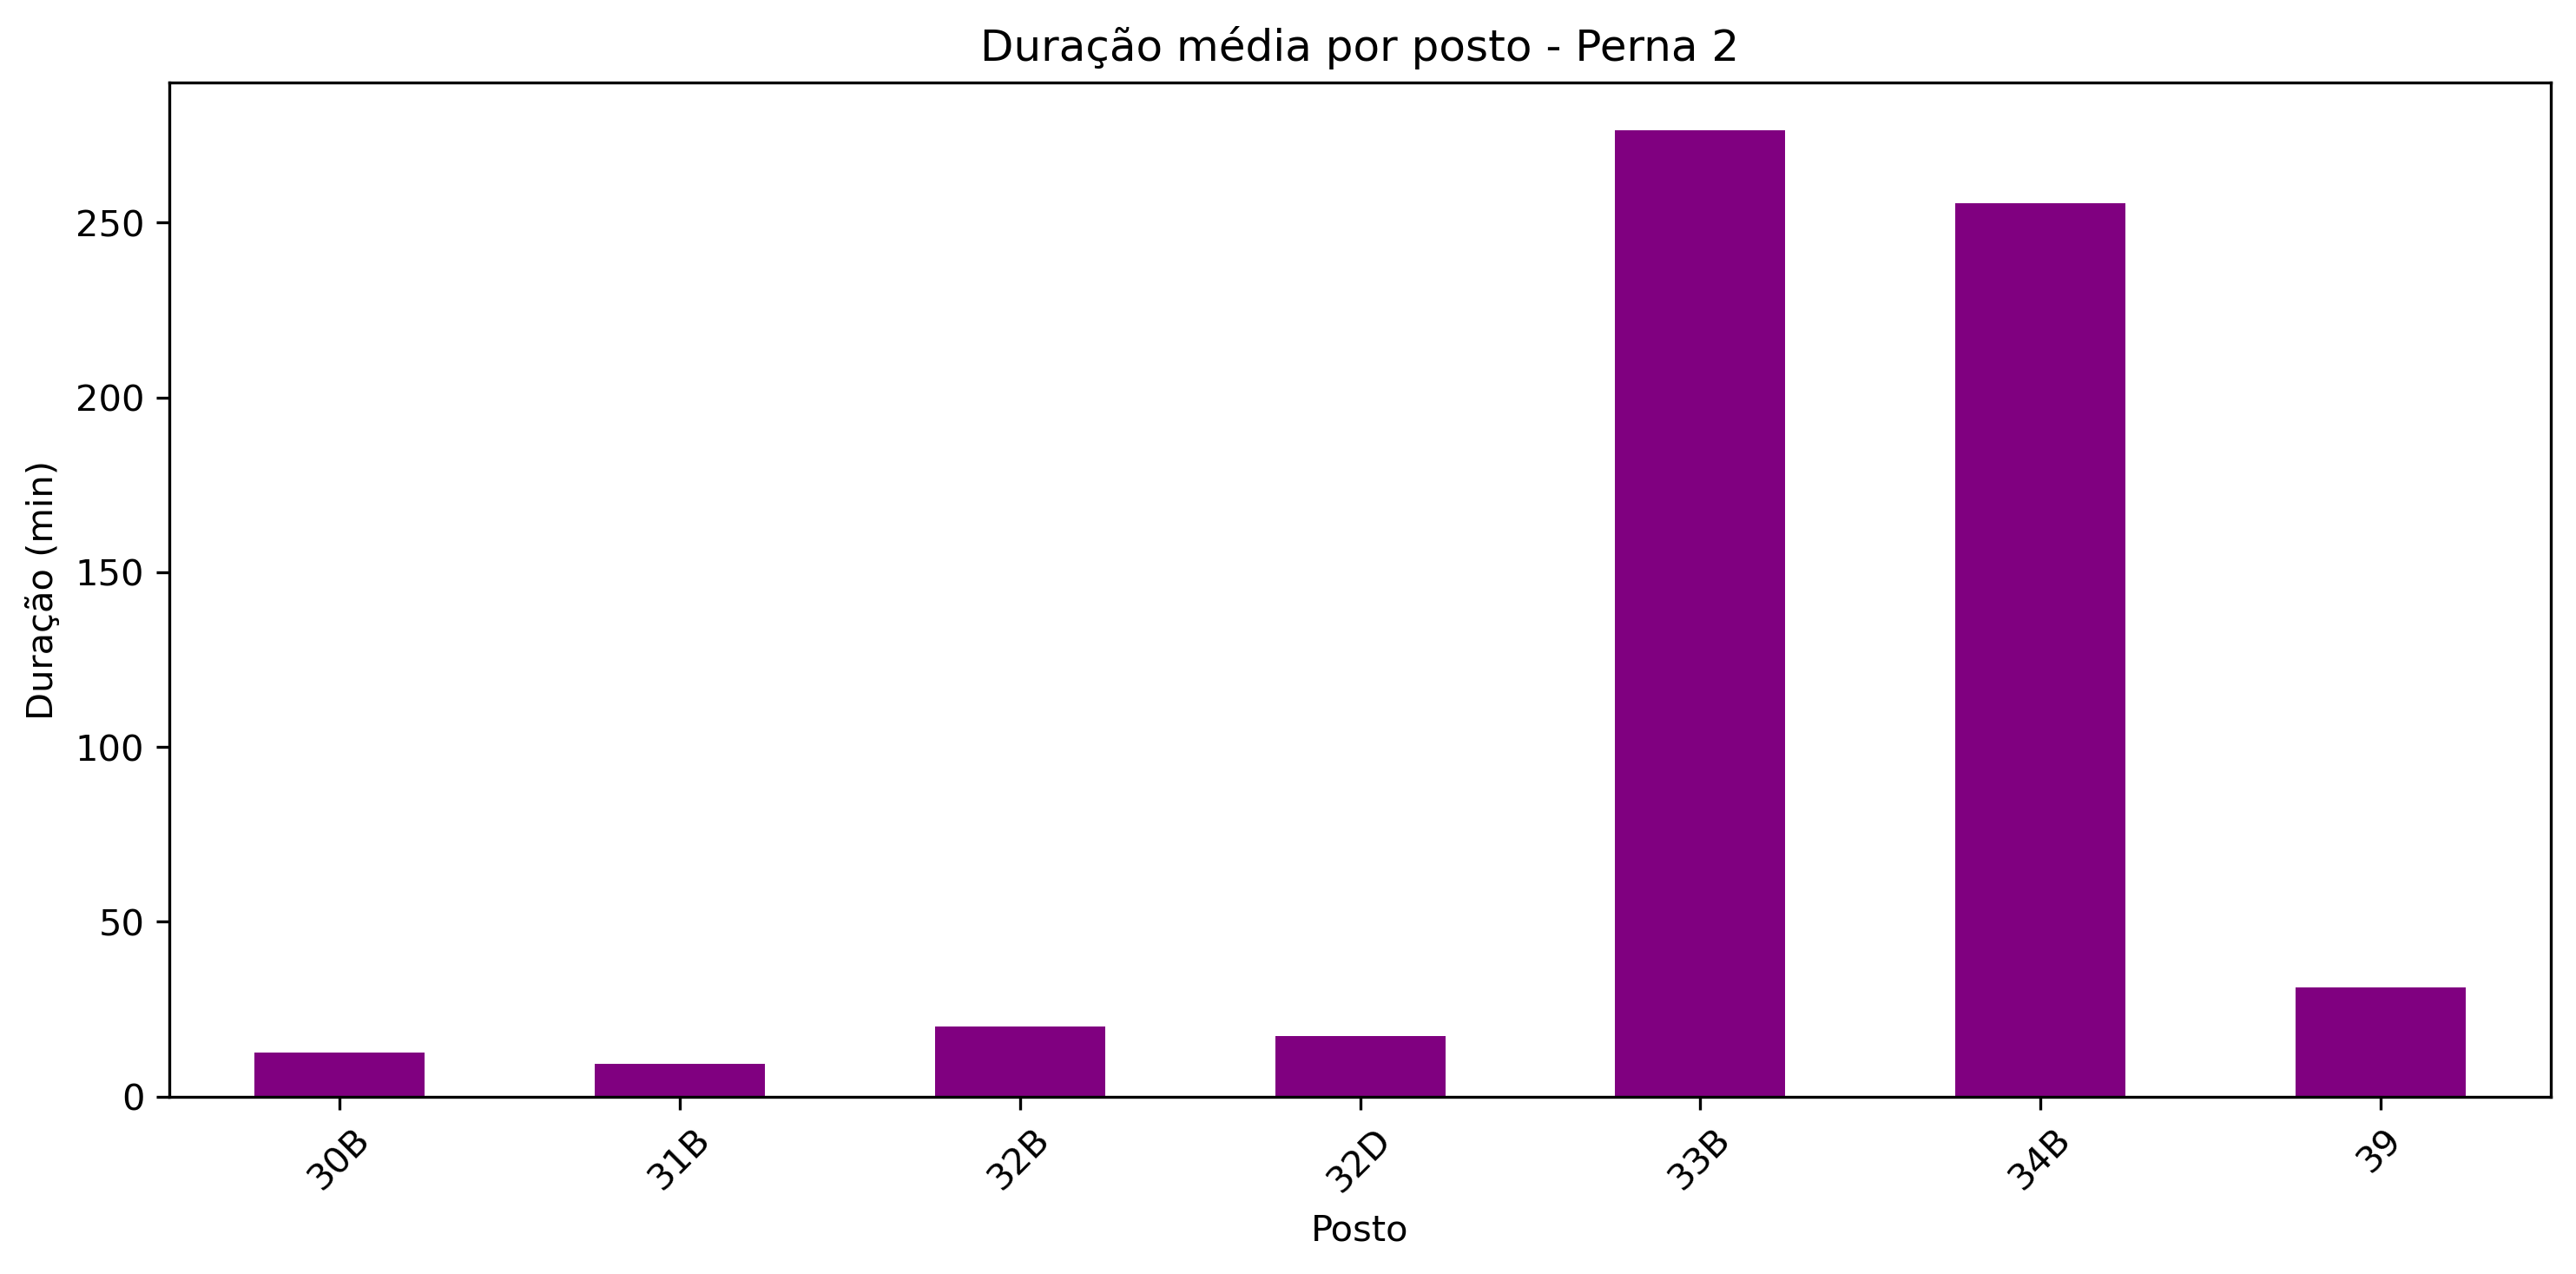 Duração média por posto - Perna 2
Duração (min)
250
200
150
100
50
0
30B
31B
32B
32D
33B
34B
39
Posto